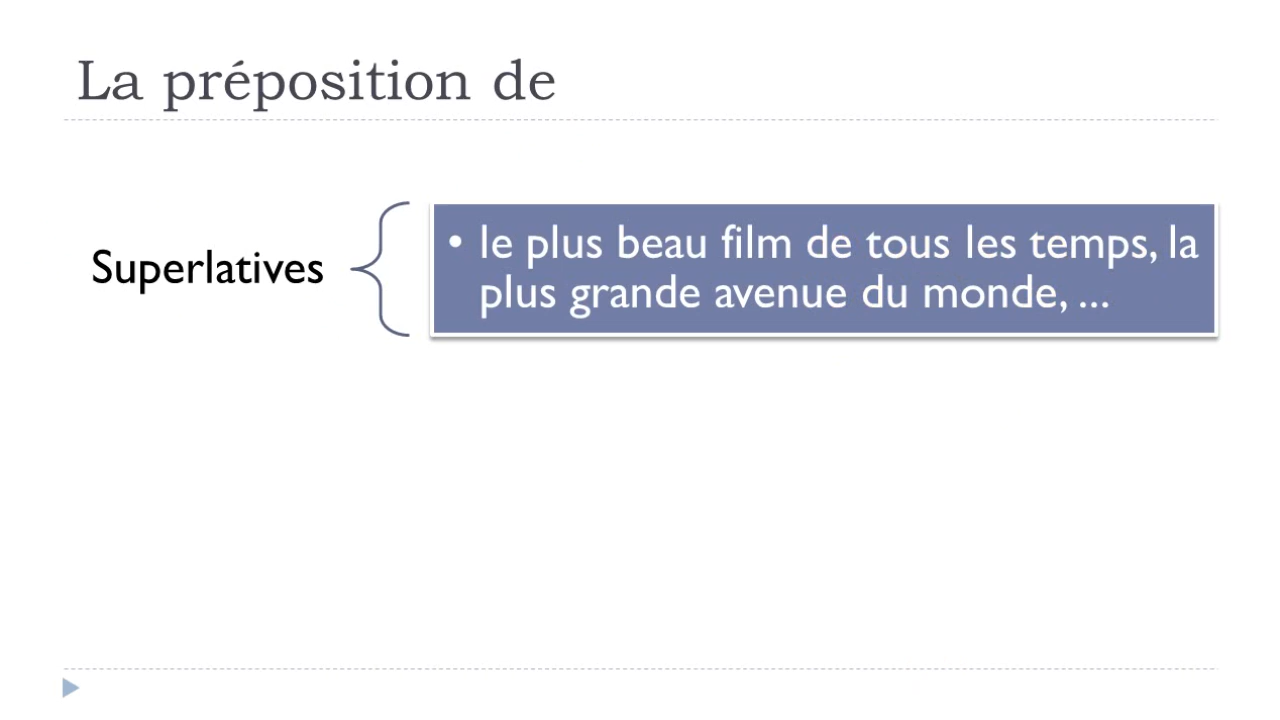 La préposition de
Superlatives
• le plus beau film de tous les temps, la
plus grande avenue du monde, ...